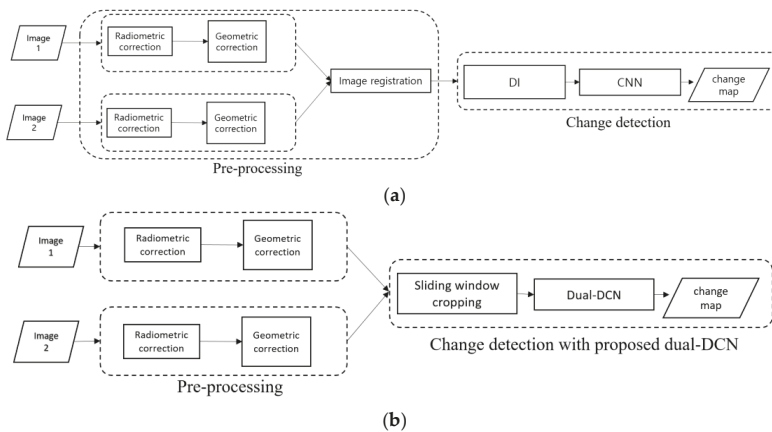 Image
1
Radiometric
correction
Geometric
correction
Image registration
Image
2
Radiometric
correction
Geometric
correction
Pre-processing
DI
CNN
change
map
Change detection
(a)
Image
1
Radiometric
correction
Geometric
correction
Image
2
Radiometric
correction
Geometric
correction
Pre-processing
Sliding window
cropping
Dual-DCN
change
map
Change detection with proposed dual-DCN
(b)